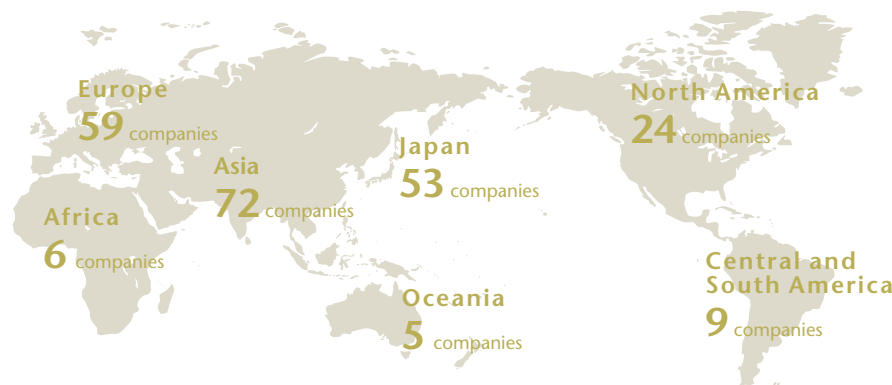 Europe
59 companies
North America
24 companies
Japan
53 companies
Asia
72 companies
Africa
6 companies
Central and
South America
9 companies
Oceania
5 companies